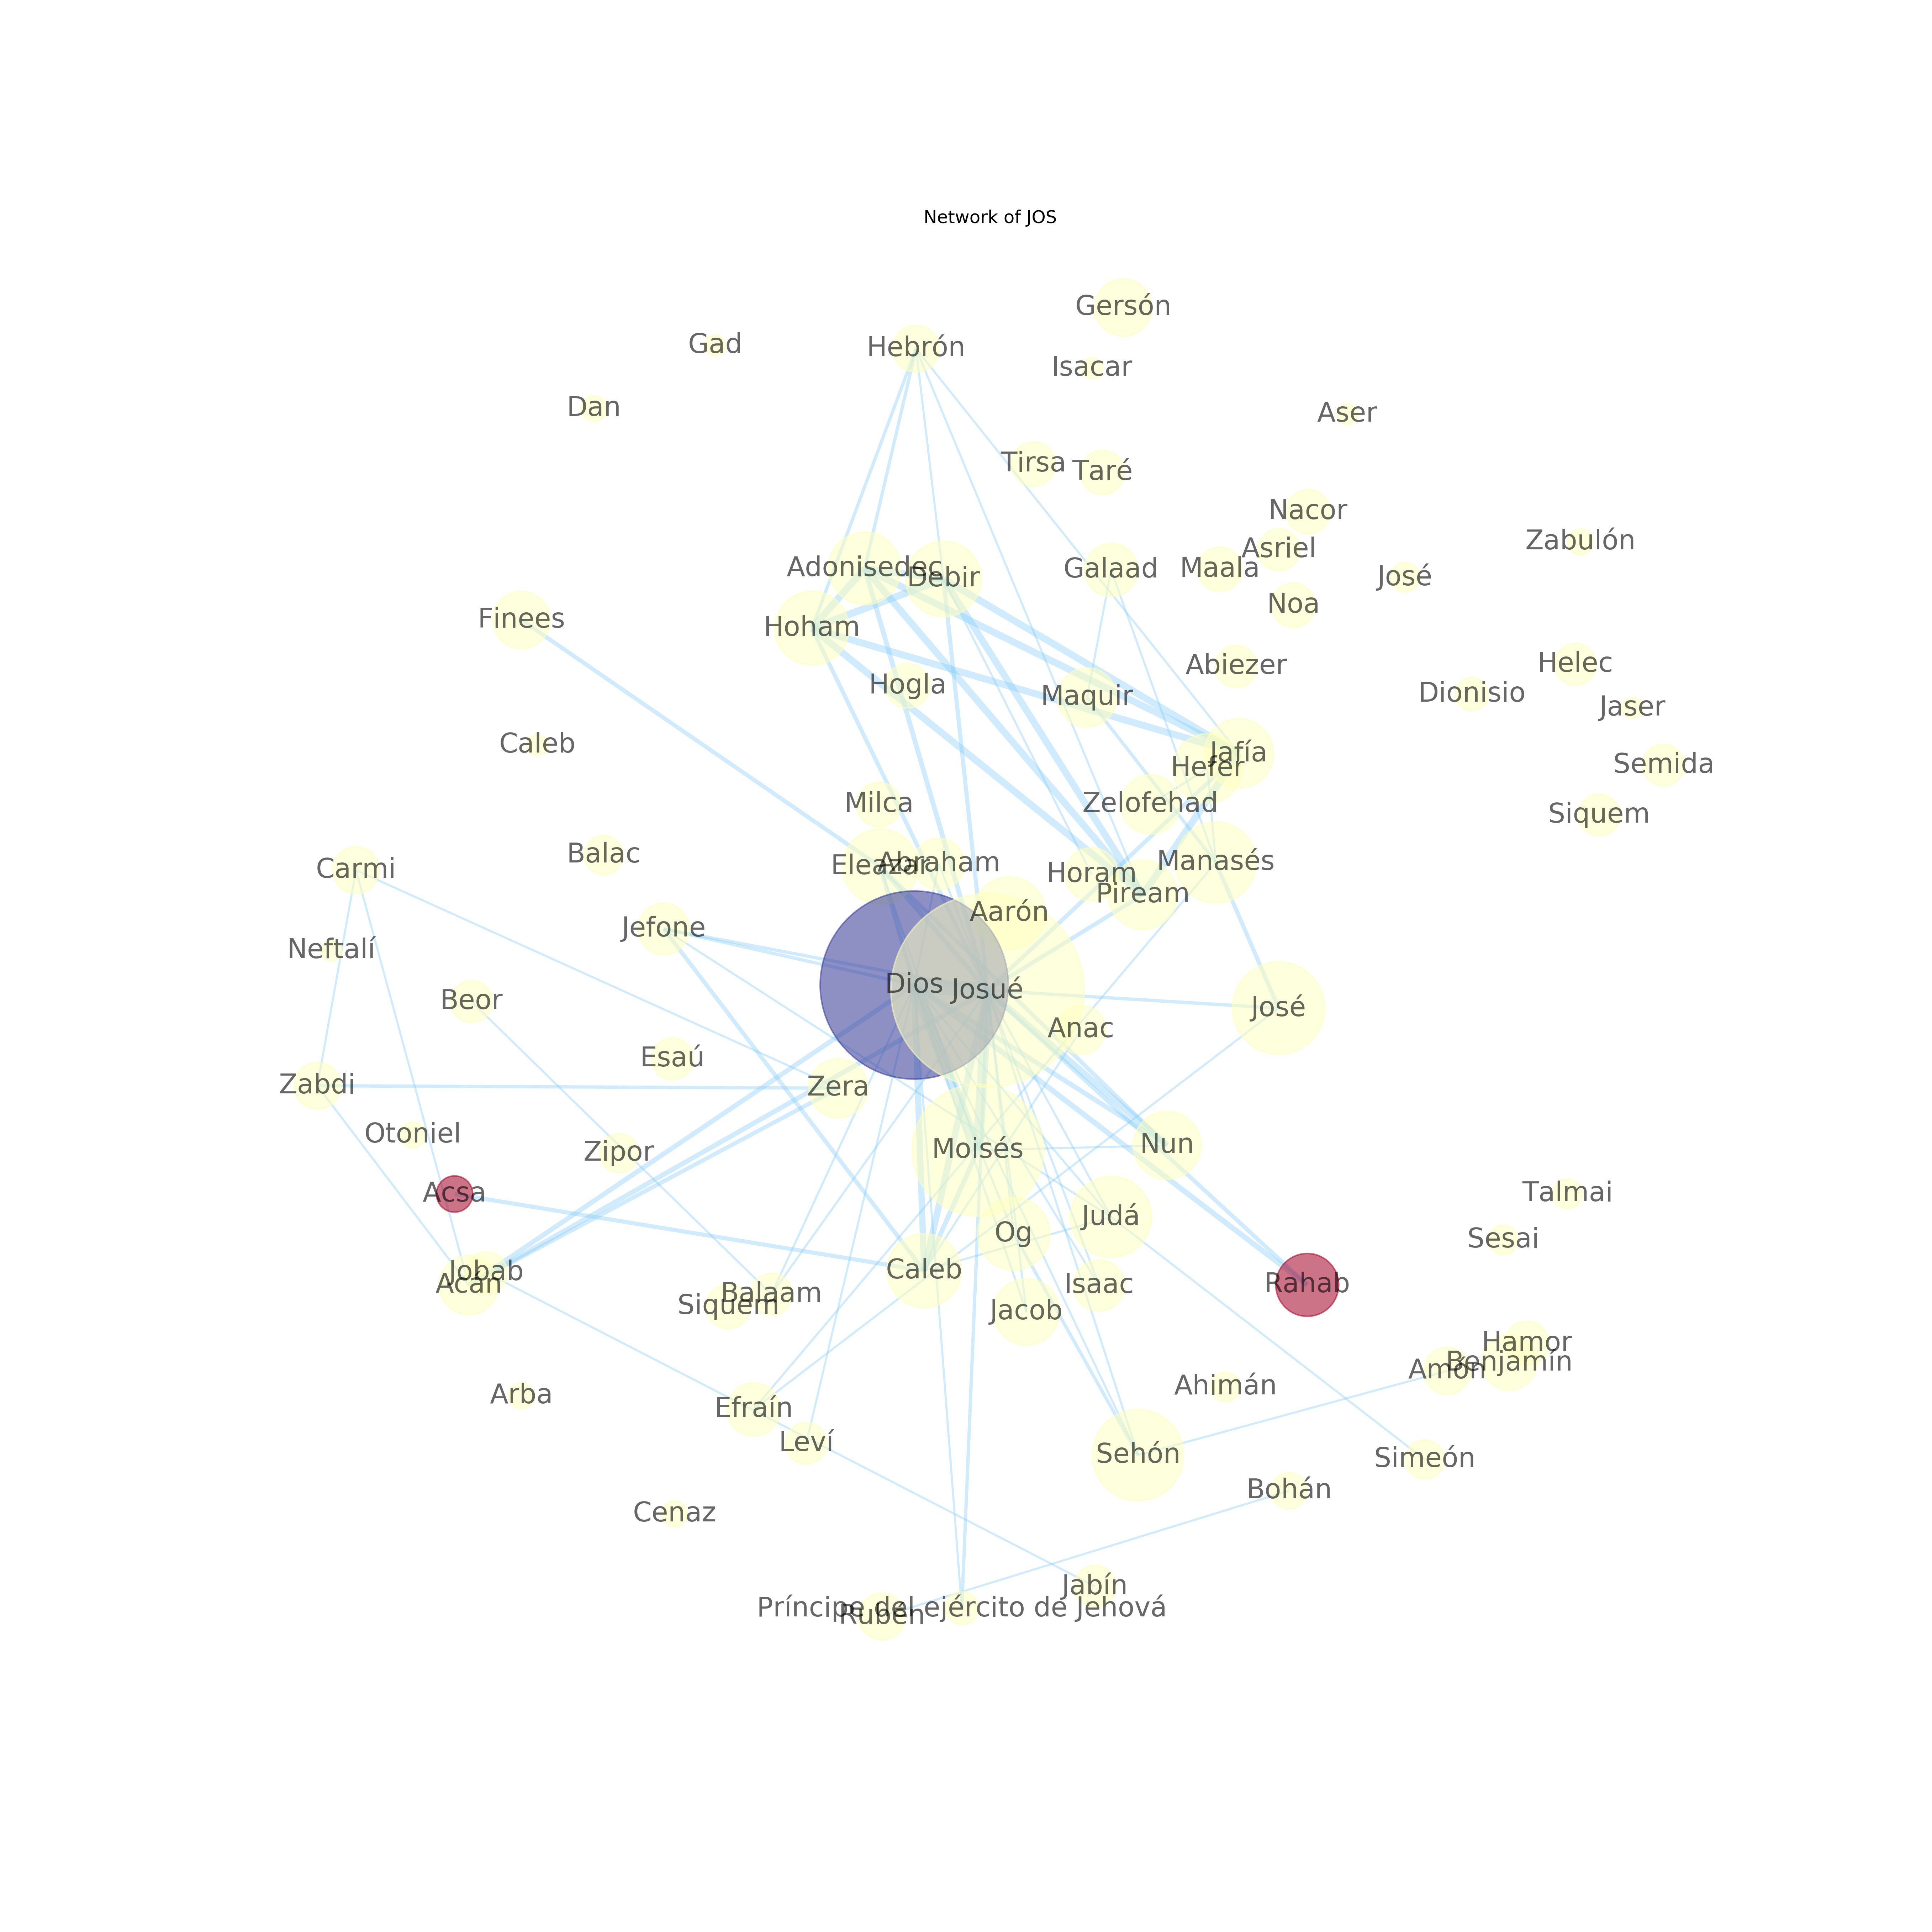 Network of JOS
Gersón
Gad
Hebrón
Isacar
Dan
Aser
Tirsa
Taré
Nacor
Zabulón
Asriel
Adonisedec
Debir
Galaad
Maala
José
Noa
Finees
Hoham
Abiezer
Helec
Hogla
Maquir
Dionisio
Jaser
Caleb
Jafía
Hefer
Semida
Milca
Zelofehad
Siquem
Balac
Carmi
Eleazar
Abraham
Horam
Manasés
Piream
Jefone
Aarón
Neftalí
Dios
Josué
Beor
José
Anac
Esaú
Zabdi
Zera
Otoniel
Zipor
Moisés
Nun
Acsa
Talmai
Judá
Og
Sesai
Jobab
Acán
Caleb
Isaac
Rahab
Balaam
Siquem
Jacob
Hamor
Benjamín
Amón
Ahimán
Arba
Efraín
Leví
Sehón
Simeón
Bohán
Cenaz
Jabín
Príncipe del ejército de Jehová
Rubén